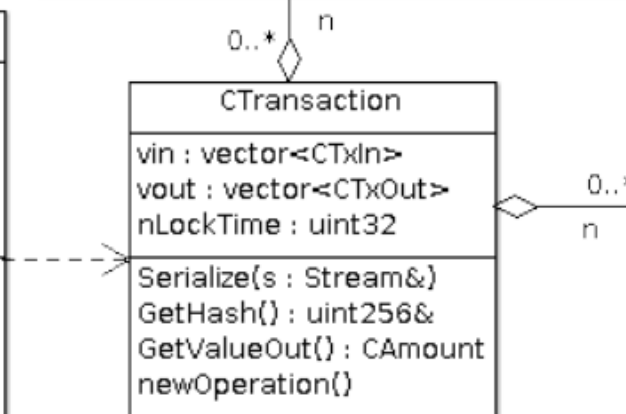 n
0..*
CTransaction
vin : vector<CTxIn>
vout : vector<CTxOut>
nLockTime : uint32
0..*
n
Serialize(s : Stream&)
GetHash() : uint256&
GetValueOut() : CAmount
newOperation()